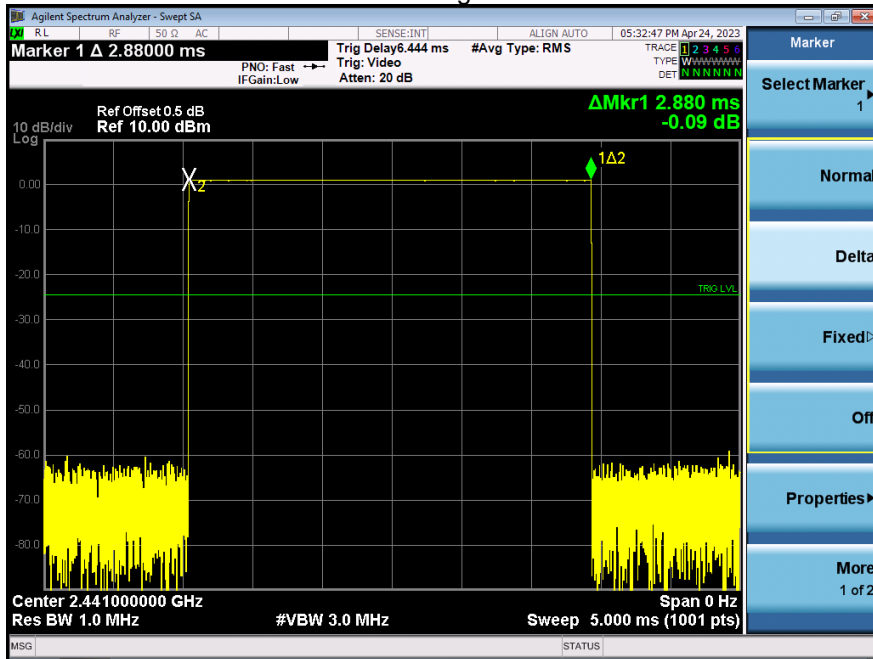 Agilent Spectrum Analyzer - Swept SA
LXI RL RF 50 Ω AC SENSE:INT ALIGN AUTO 05:32:47 PM Apr 24, 2023
Marker 1 Δ 2.88000 ms
PNO: Fast
IFGain:Low
Trig Delay6.444 ms
Trig: Video
Atten: 20 dB
#Avg Type: RMS
TRACE 1 2 3 4 5 6
TYPE WWWWWW
DET N N N N N N
ΔMkr1 2.880 ms
-0.09 dB
Ref Offset 0.5 dB
10 dB/div Ref 10.00 dBm
Log
1Δ2
2
0.00
-10.0
-20.0
TRIG LVL
-30.0
-40.0
-50.0
-60.0
-70.0
-80.0
Center 2.441000000 GHz Span 0 Hz
Res BW 1.0 MHz #VBW 3.0 MHz Sweep 5.000 ms (1001 pts)
MSG STATUS
Marker
Select Marker
1
Normal
Delta
Fixed
Off
Properties
More
1 of 2